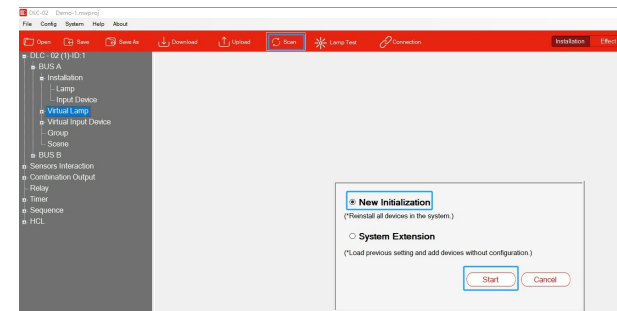 DLC-02 Demo-1.meproj
File Config System Help About
Open Save Save As Download Upload Scan Lamp Test Connection Installation Effect
DLC - 02 (1)-ID:1
BUS A
Installation
Lamp
Input Device
Virtual Lamp
Virtual Input Device
Group
Scene
BUS B
Sensors Interaction
Combination Output
Relay
Timer
Sequence
HCL
New Initialization
(*Reinstall all devices in the system.)
System Extension
(*Load previous setting and add devices without configuration.)
Start Cancel